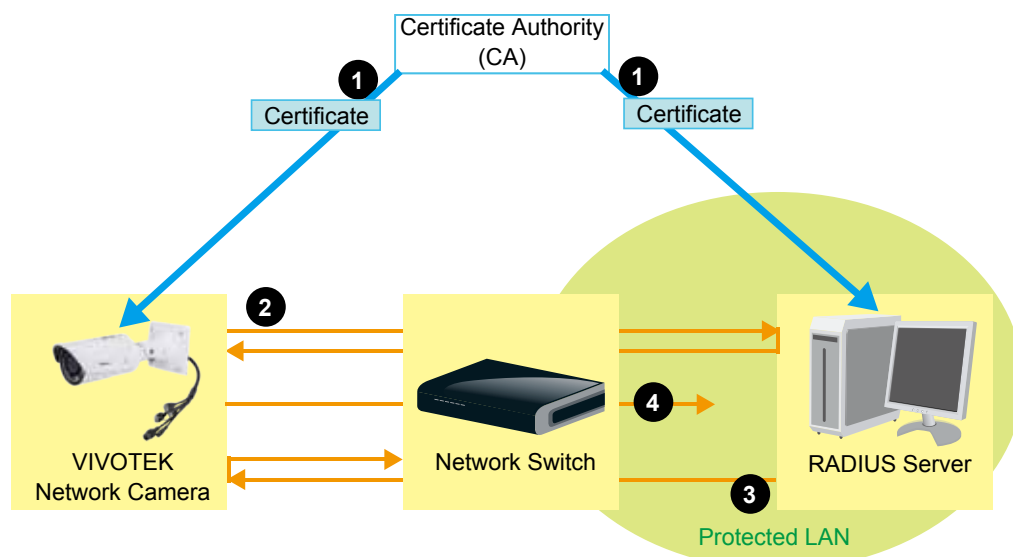 Certificate Authority
(CA)
1
1
Certificate
Certificate
2
4
VIVOTEK
Network Camera
Network Switch
RADIUS Server
3
Protected LAN